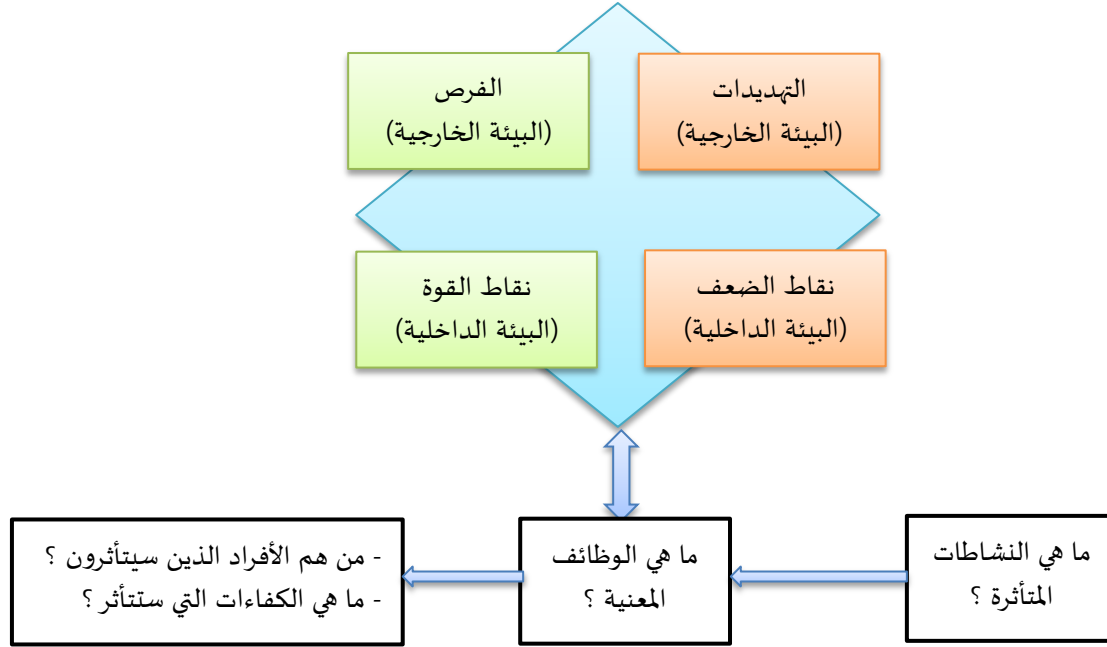 التهديدات
(البيئة الخارجية)
الفرص
(البيئة الخارجية)
نقاط الضعف
(البيئة الداخلية)
نقاط القوة
(البيئة الداخلية)
ما هي النشاطات
المتأثرة ؟
ما هي الوظائف
المعنية ؟
- من هم الأفراد الذين سيتأثرون ؟
- ما هي الكفاءات التي ستتأثر ؟